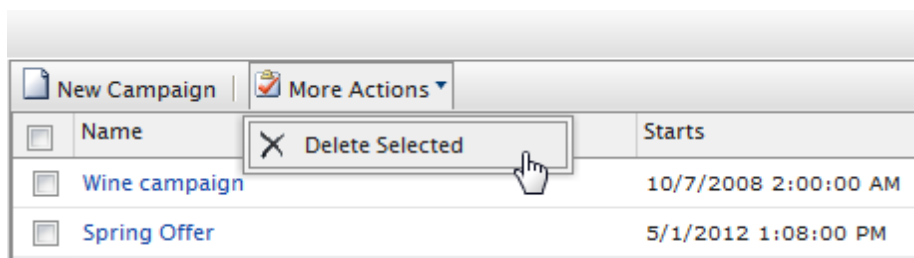 New Campaign More Actions
Name Starts
Delete Selected
Wine campaign 10/7/2008 2:00:00 AM
Spring Offer 5/1/2012 1:08:00 PM